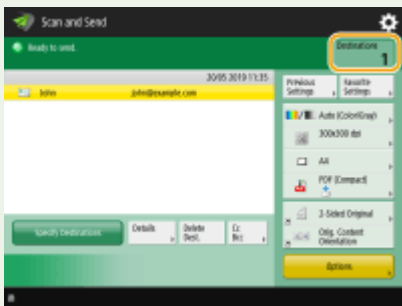 Scan and Send
Ready to send.
Destinations
1
20/05 2019 11:35
John
john@example.com
Previous Settings
Favorite Settings
Auto (Color/Gray)
300x300 dpi
A4
PDF (Compact)
2-Sided Original
Orig. Content Orientation
Specify Destinations
Details
Delete Dest.
Cc Bcc
Options